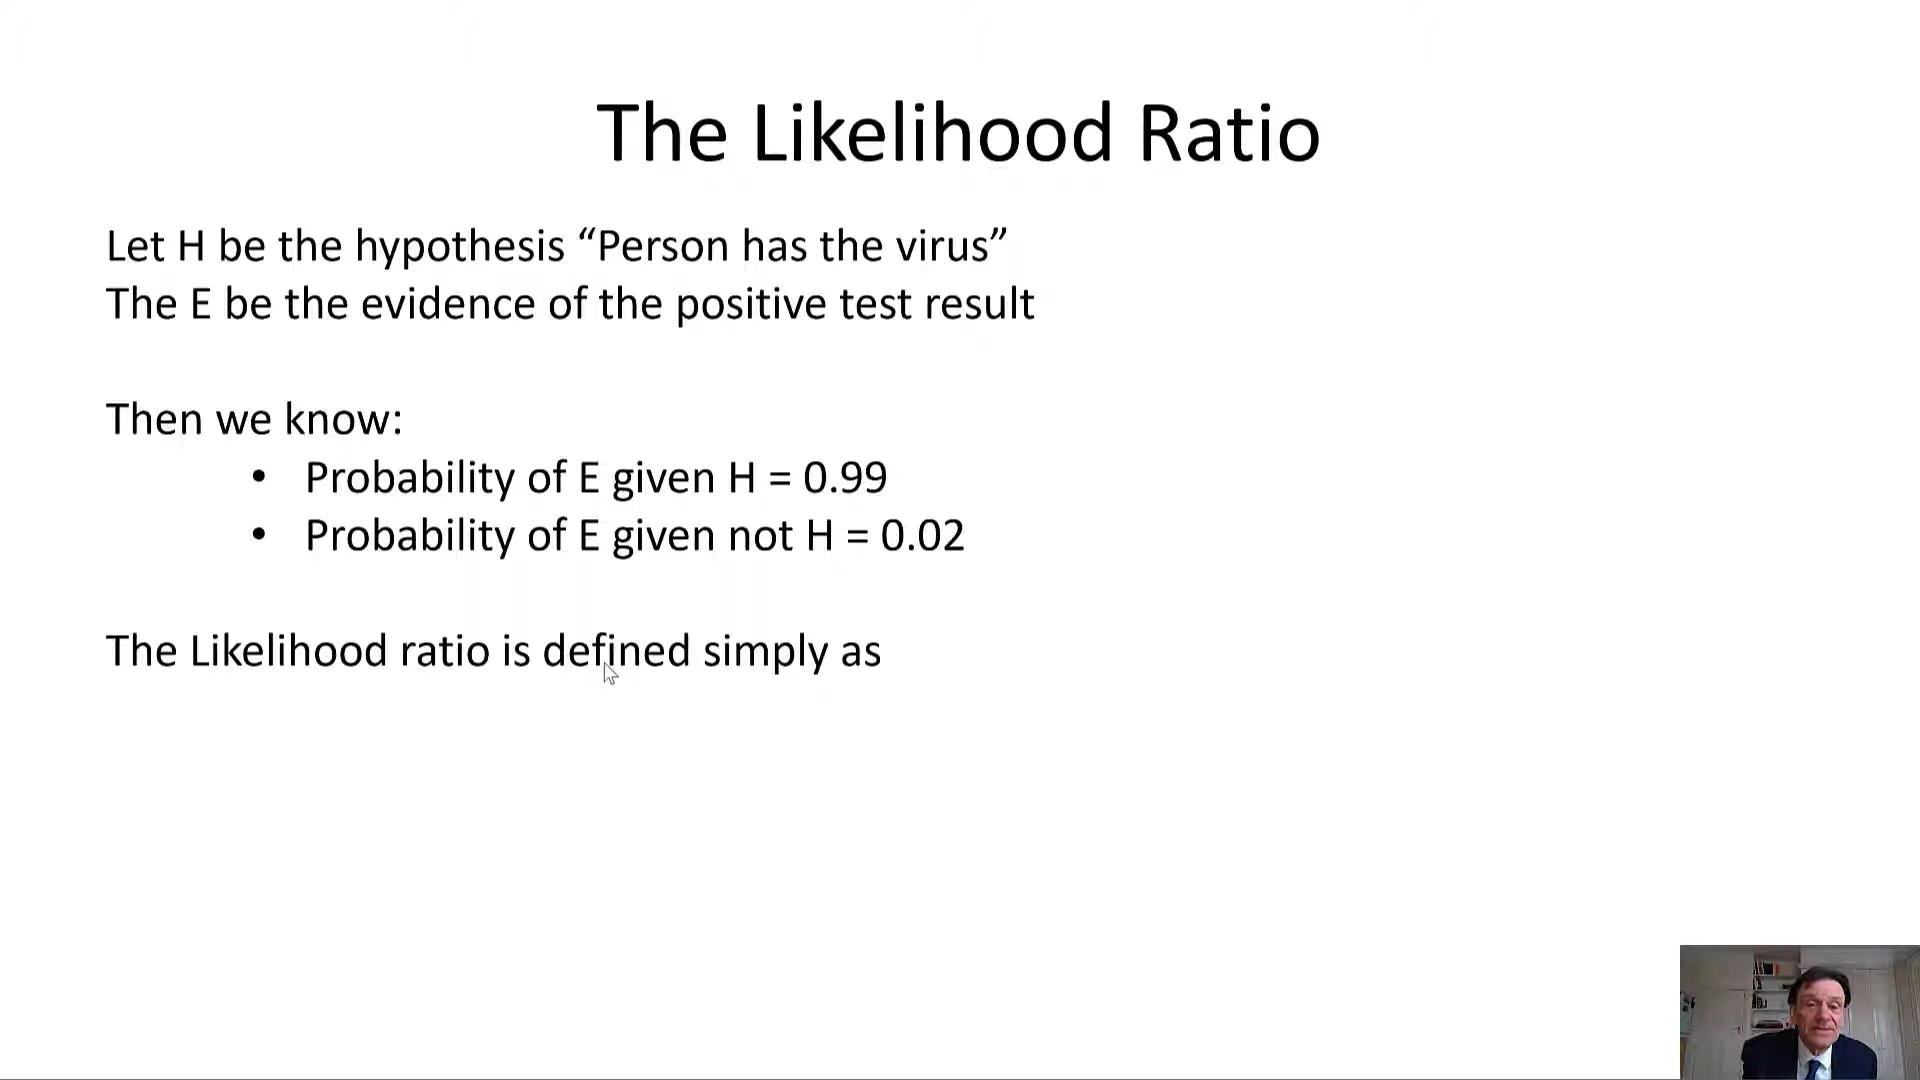 The Likelihood Ratio
Let H be the hypothesis “Person has the virus”
The E be the evidence of the positive test result
Then we know:
• Probability of E given H = 0.99
• Probability of E given not H = 0.02
The Likelihood ratio is defined simply as